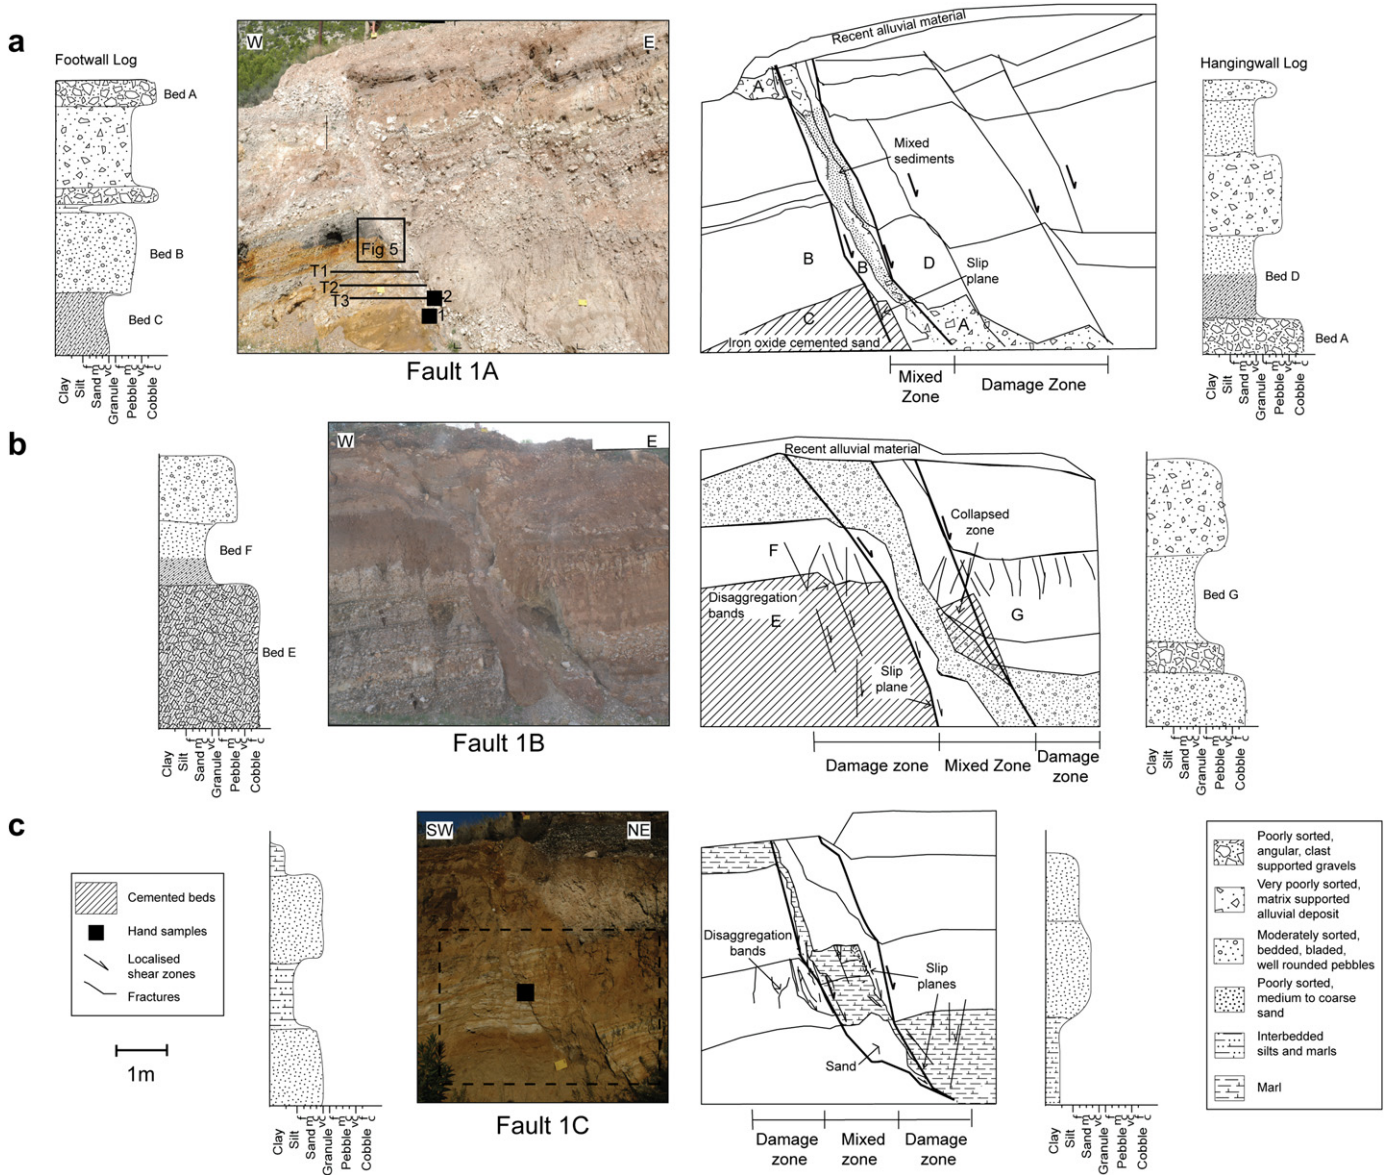 a
Footwall Log
Bed A
Bed B
Bed C
Clay
Silt
Sand
f
m
vc
Granule
Pebble
f
m
vc
Cobble
f
c
W
E
Fig 5
T1
T2
T3
2
1
Fault 1A
Recent alluvial material
A
Mixed
sediments
B
B
D
Slip
plane
C
A
Iron oxide cemented sand
Mixed
Zone
Damage Zone
Hangingwall Log
Bed D
Bed A
Clay
Silt
Sand
f
m
vc
Granule
Pebble
f
m
vc
Cobble
f
c
b
Bed F
Bed E
Clay
Silt
Sand
f
m
vc
Granule
Pebble
f
m
vc
Cobble
f
c
W
E
Fault 1B
Recent alluvial material
Collapsed
zone
F
Disaggregation
bands
E
G
Slip
plane
Damage zone
Mixed Zone
Damage
zone
Bed G
Clay
Silt
Sand
f
m
vc
Granule
Pebble
f
m
vc
Cobble
f
c
c
Cemented beds
Hand samples
Localised
shear zones
Fractures
1m
Clay
Silt
Sand
f
m
vc
Granule
Pebble
f
m
vc
Cobble
f
c
SW
NE
Fault 1C
Disaggregation
bands
Slip
planes
Sand
Damage
zone
Mixed
zone
Damage
zone
Clay
Silt
Sand
f
m
vc
Granule
Pebble
f
m
vc
Cobble
f
c
Poorly sorted,
angular, clast
supported gravels
Very poorly sorted,
matrix supported
alluvial deposit
Moderately sorted,
bedded, bladed,
well rounded pebbles
Poorly sorted,
medium to coarse
sand
Interbedded
silts and marls
Marl